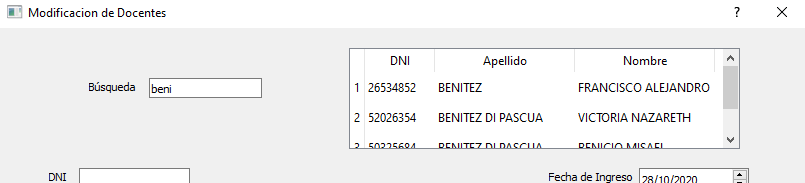 Modificacion de Docentes
?
Búsqueda beni
DNI Apellido Nombre
1 26534852 BENITEZ FRANCISCO ALEJANDRO
2 52026354 BENITEZ DI PASCUA VICTORIA NAZARETH
3 50325684 BENITEZ DI PASCUA BENICIO MISAEL
DNI Fecha de Ingreso 28/10/2020